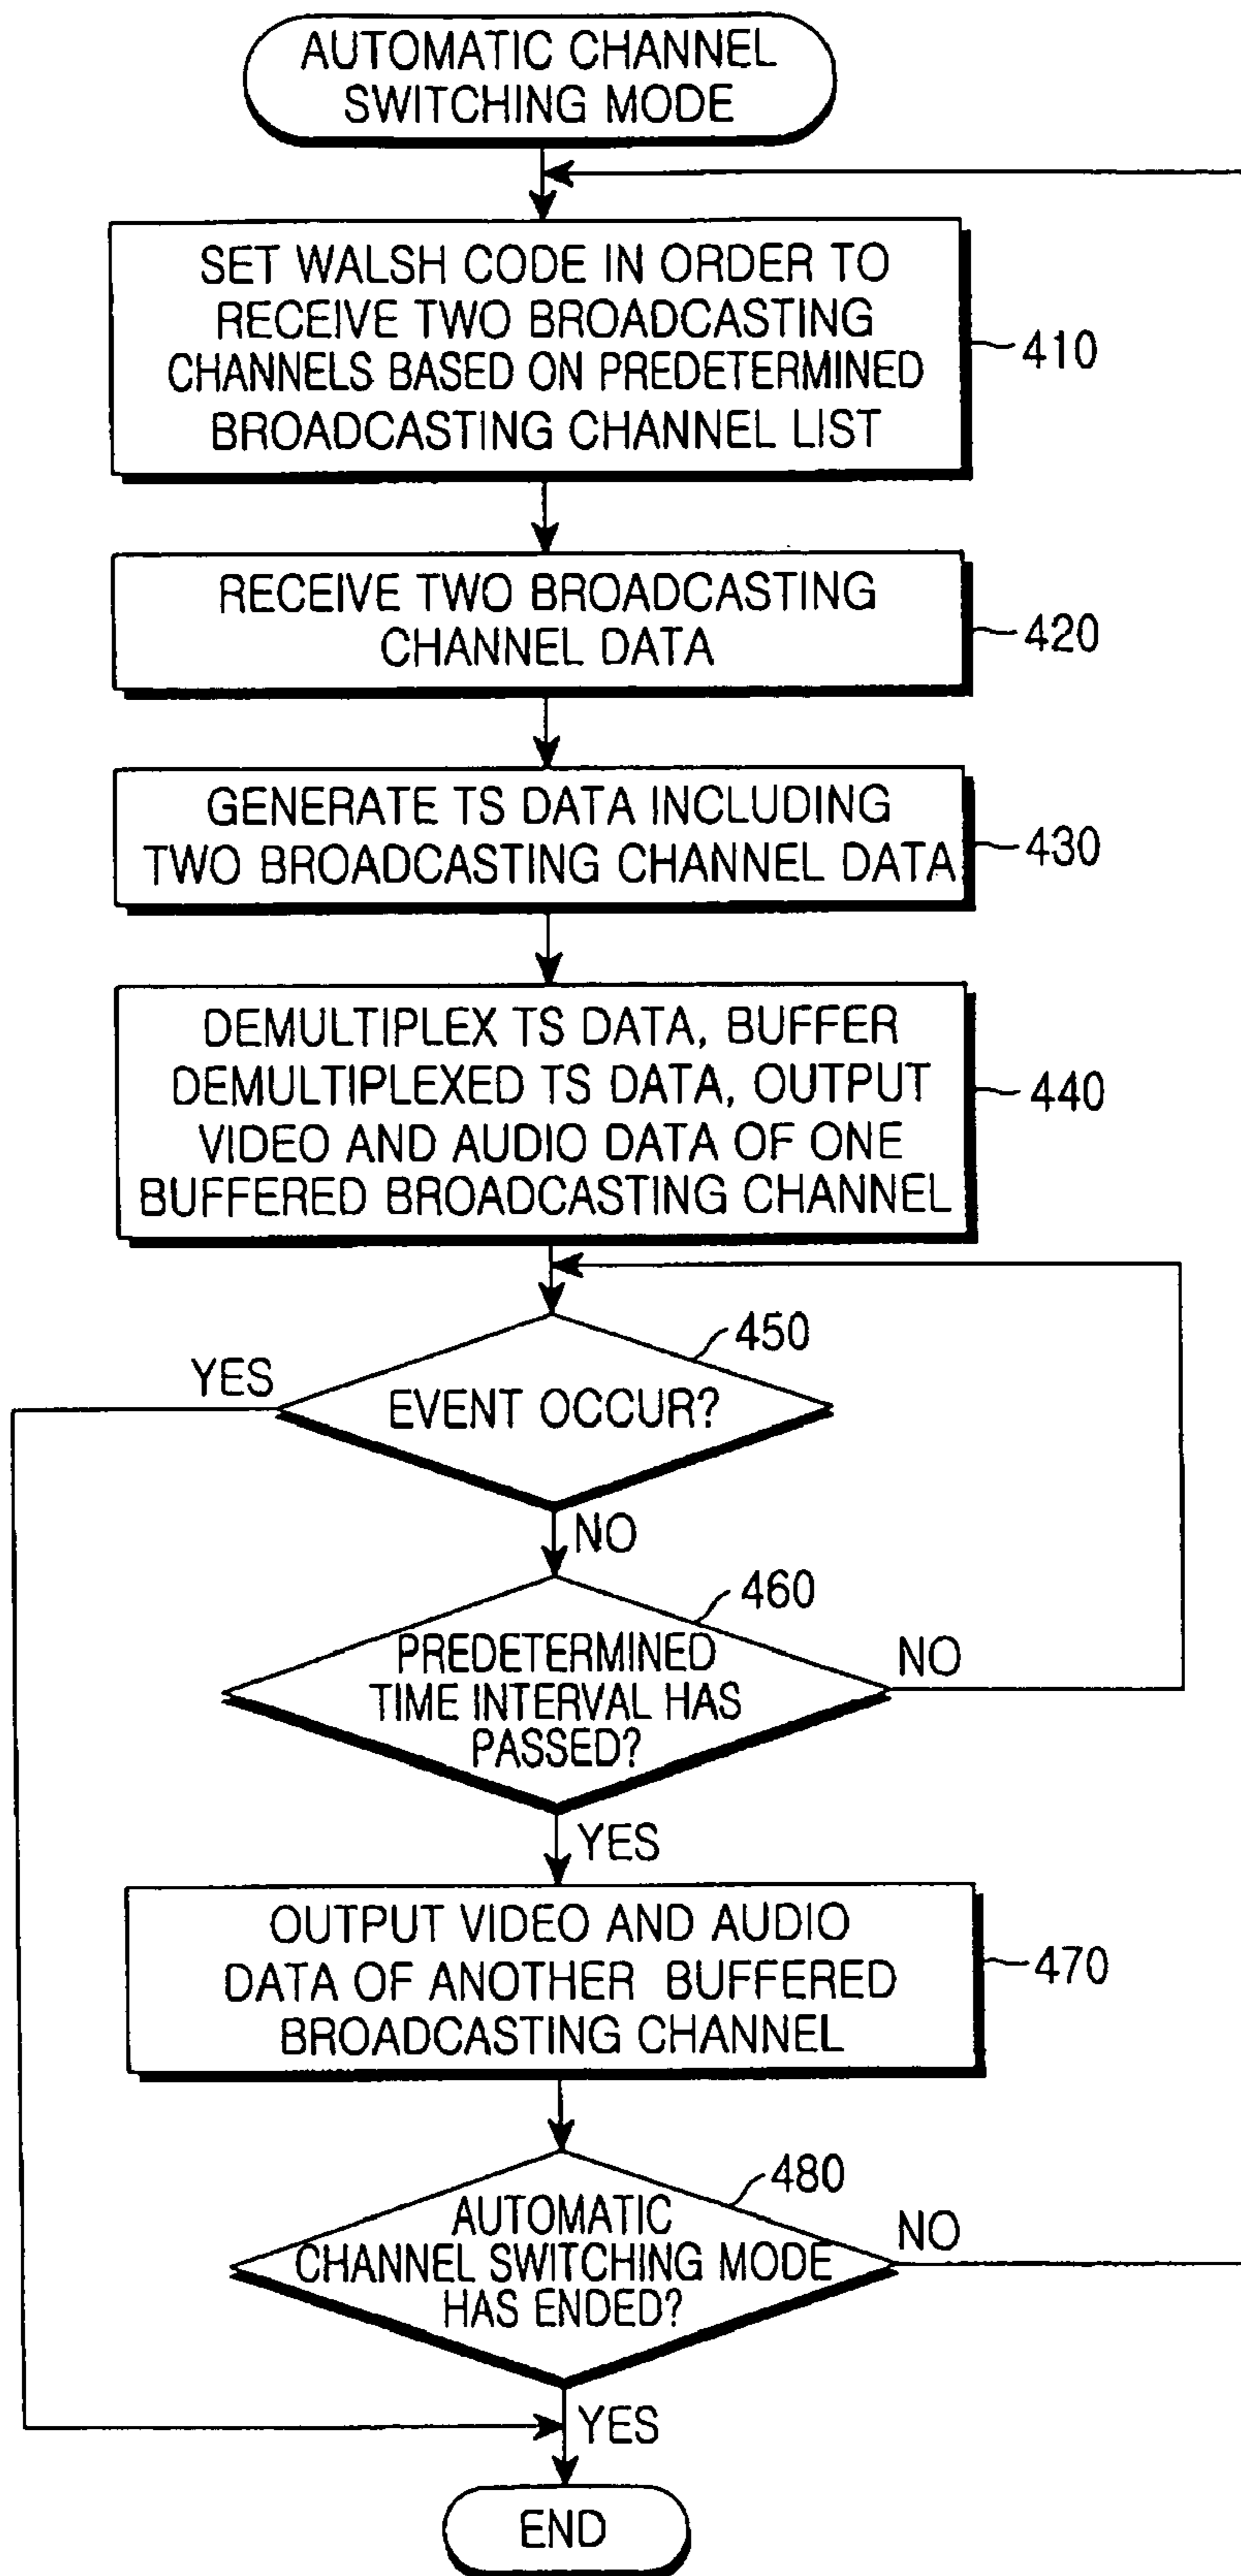 AUTOMATIC CHANNEL
SWITCHING MODE
SET WALSH CODE IN ORDER TO
RECEIVE TWO BROADCASTING
CHANNELS BASED ON PREDETERMINED
BROADCASTING CHANNEL LIST
410
RECEIVE TWO BROADCASTING
CHANNEL DATA
420
GENERATE TS DATA INCLUDING
TWO BROADCASTING CHANNEL DATA
430
DEMULTIPLEX TS DATA, BUFFER
DEMULTIPLEXED TS DATA, OUTPUT
VIDEO AND AUDIO DATA OF ONE
BUFFERED BROADCASTING CHANNEL
440
450
YES
EVENT OCCUR?
NO
460
PREDETERMINED
TIME INTERVAL HAS
PASSED?
NO
YES
OUTPUT VIDEO AND AUDIO
DATA OF ANOTHER BUFFERED
BROADCASTING CHANNEL
470
480
AUTOMATIC
CHANNEL SWITCHING MODE
HAS ENDED?
NO
YES
END